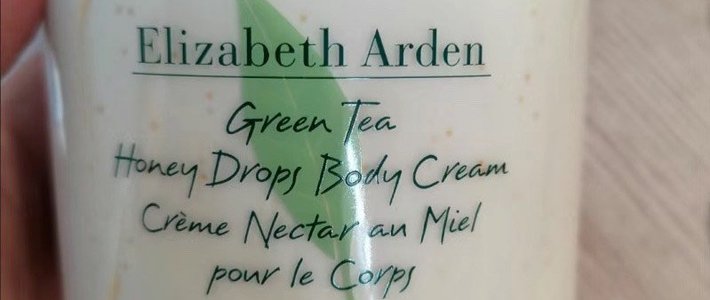 Elizabeth Arden
Green Tea
Honey Drops Body Cream
Crème Nectar au Miel
pour le Corps